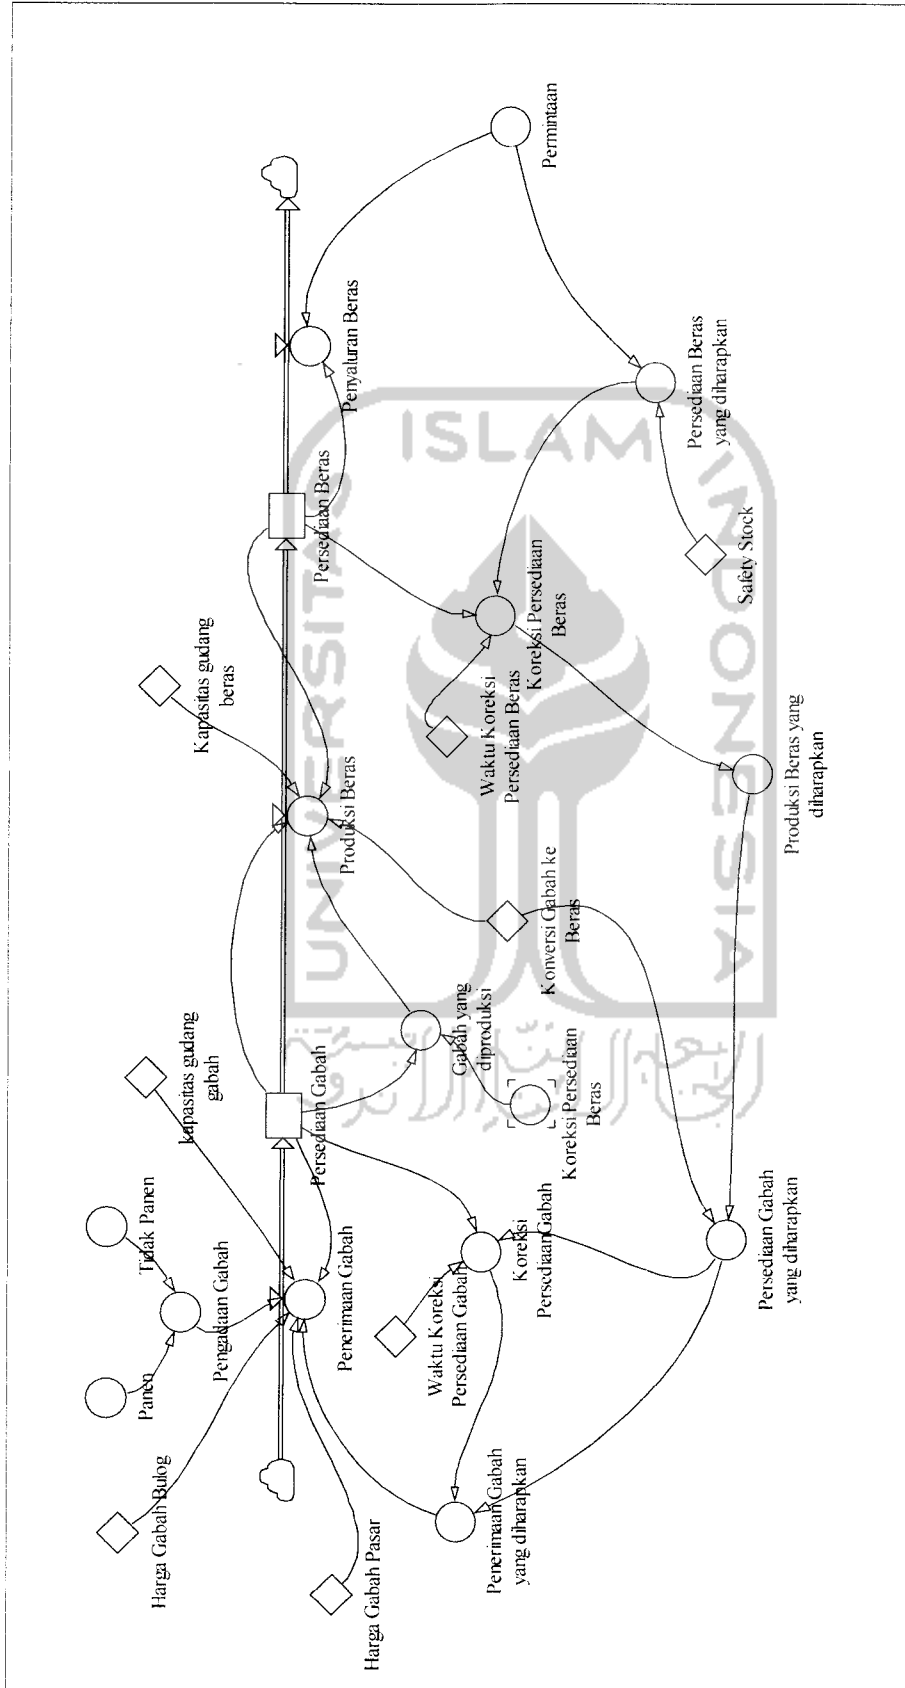 Harga Gabah Bulog
Panen
Tidak Panen
Pengadaan Gabah
kapasitas gudang
gabah
Kapasitas gudang
beras
Harga Gabah Pasar
Penerimaan Gabah
Persediaan Gabah
Produksi Beras
Persediaan Beras
Penyaluran Beras
Permintaan
Penerimaan Gabah
yang diharapkan
Waktu Koreksi
Persediaan Gabah
Koreksi
Persediaan Gabah
Gabah yang
diproduksi
Koreksi Persediaan
Beras
Konversi Gabah ke
Beras
Waktu Koreksi
Persediaan Beras
Koreksi Persediaan
Beras
Persediaan Beras
yang diharapkan
Safety Stock
Persediaan Gabah
yang diharapkan
Produksi Beras yang
diharapkan
UNIVERSITAS
ISLAM
INDONESIA